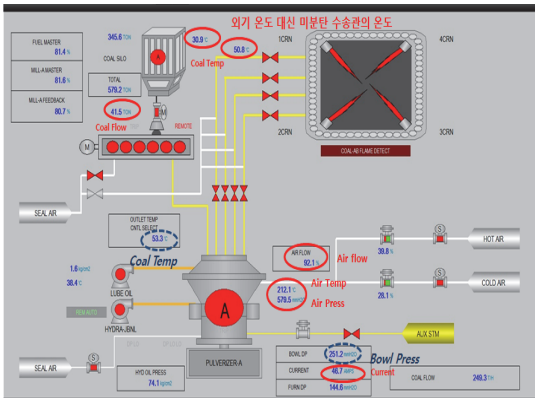 외기 온도 대신 미분탄 수송관의 온도
FUEL MASTER
81.4 %
MILL-A MASTER
81.6 %
MILL-A FEEDBACK
80.7 %
345.6 TON
COAL SILO
TOTAL
579.2 TON
41.5 TON
Coal Flow
REMOTE
30.9 ℃
Coal Temp
50.8 ℃
1CRN
4CRN
2CRN
3CRN
COAL-AB FLAME DETECT
A
M
M
SEAL AIR
OUTLET TEMP
CNTL SELECT
53.3 ℃
Coal Temp
AIR FLOW
92.1 %
Air flow
39.8 %
S
HOT AIR
212.1 ℃
579.5 mmH2O
Air Temp
Air Press
28.1 %
S
COLD AIR
1.6 kg/cm2
38.4 ℃
LUBE OIL
HYDRA-JBNL
A
AUX STM
PULVERIZER-A
SEAL AIR
S
HYD OIL PRESS
74.1 kg/cm2
BOWL DP
251.2 mmH2O
Bowl Press
CURRENT
46.7 AMPS
Current
FURN DP
144.6 mmH2O
COAL FLOW
249.3 T/H